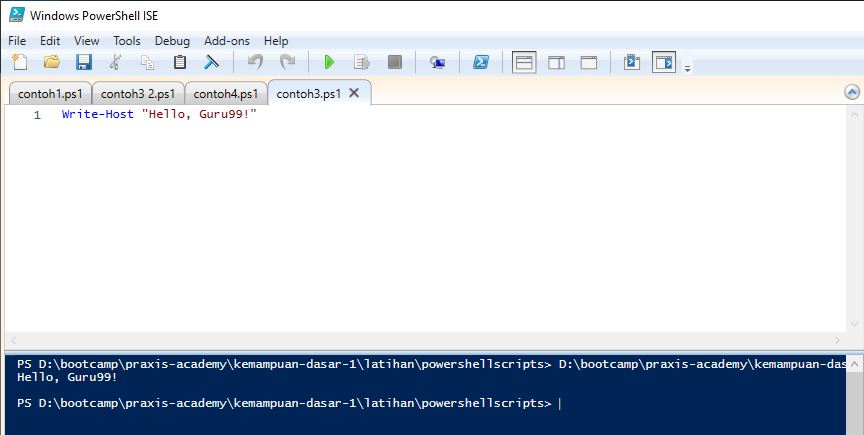 Windows PowerShell ISE
File Edit View Tools Debug Add-ons Help
contoh1.ps1 contoh3 2.ps1 contoh4.ps1 contoh3.ps1
1 Write-Host "Hello, Guru99!"
PS D:\bootcamp\praxis-academy\kemampuan-dasar-1\latihan\powershellscripts> D:\bootcamp\praxis-academy\kemampuan-das
Hello, Guru99!
PS D:\bootcamp\praxis-academy\kemampuan-dasar-1\latihan\powershellscripts>